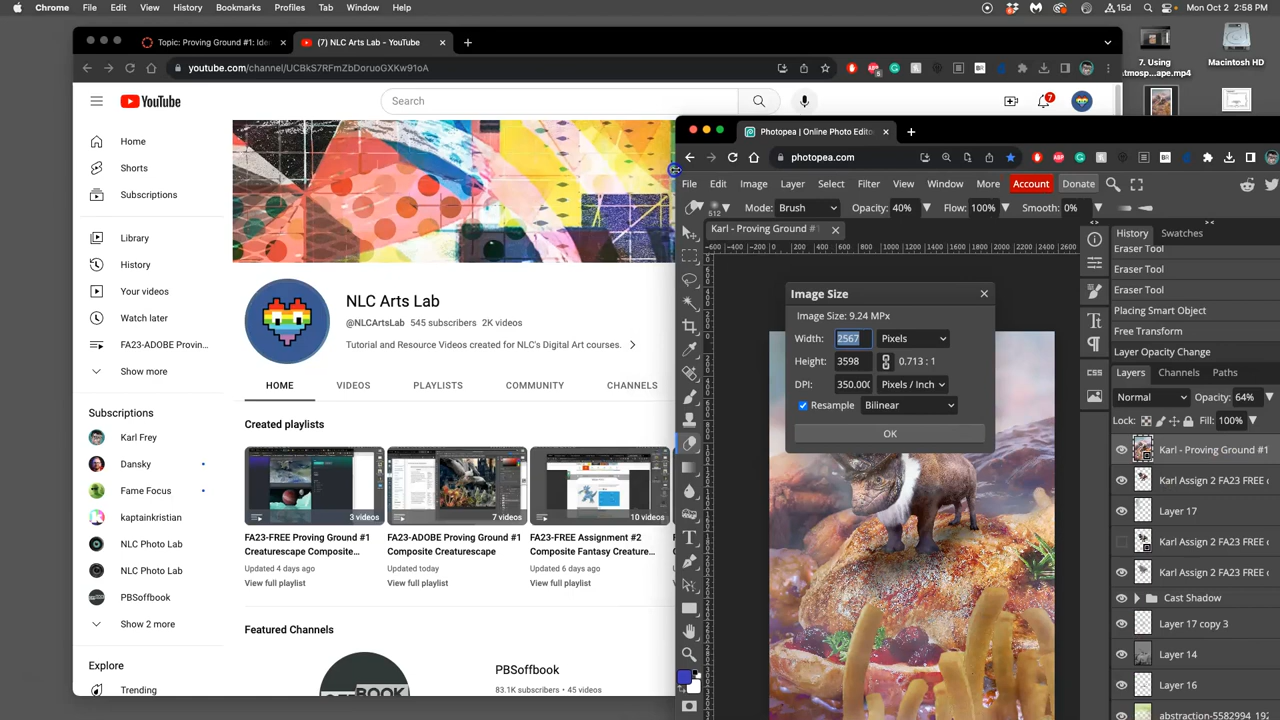 Chrome File Edit View History Bookmarks Profiles Tab Window Help
15d
Mon Oct 2 2:58 PM
Topic: Proving Ground #1: Ide
(7) NLC Arts Lab - YouTube
youtube.com/channel/UCBkS7RFmZbDoruoGXKw91oA
YouTube
Search
7
Home
Shorts
Subscriptions
Library
History
Your videos
Watch later
FA23-ADOBE Provin...
Show more
Subscriptions
Karl Frey
Dansky
Fame Focus
kaptainkristian
NLC Photo Lab
NLC Photo Lab
PBSoffbook
Show 2 more
Explore
Trending
NLC Arts Lab
@NLCArtsLab 545 subscribers 2K videos
Tutorial and Resource Videos created for NLC's Digital Art courses.
HOME VIDEOS PLAYLISTS COMMUNITY CHANNELS
Created playlists
3 videos
7 videos
10 videos
FA23-FREE Proving Ground #1
Creaturescape Composite...
Updated 4 days ago
View full playlist
FA23-ADOBE Proving Ground #1
Composite Creaturescape
Updated today
View full playlist
FA23-FREE Assignment #2
Composite Fantasy Creature...
Updated 6 days ago
View full playlist
Featured Channels
PBSoffbook
83.1K subscribers • 45 videos
7. Using
Macintosh HD
Photopea | Online Photo Edito
photopea.com
File Edit Image Layer Select Filter View Window More Account Donate
512
Mode: Brush Opacity: 40% Flow: 100% Smooth: 0%
Karl - Proving Ground #1
Image Size
Image Size: 9.24 MPx
Width: 2567 Pixels
Height: 3598 0.713 : 1
DPI: 350.000 Pixels / Inch
Resample Bilinear
OK
History Swatches
Eraser Tool
Eraser Tool
Eraser Tool
Placing Smart Object
Free Transform
Layer Opacity Change
CSS
Layers Channels Paths
Normal Opacity: 64%
Lock: Fill: 100%
Karl - Proving Ground
Karl Assign 2 FA23 FREE
Layer 17
Karl Assign 2 FA23 FREE
Karl Assign 2 FA23 FREE
Cast Shadow
Layer 17 copy 3
Layer 14
Layer 16
abstraction-5582994_192